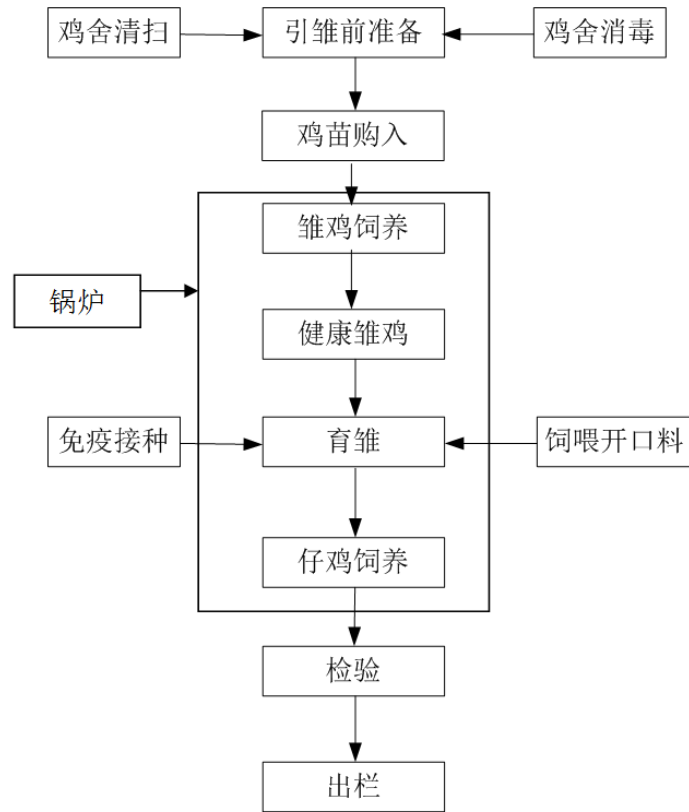 鸡舍清扫
引雏前准备
鸡舍消毒
鸡苗购入
雏鸡饲养
锅炉
健康雏鸡
免疫接种
育雏
饲喂开口料
仔鸡饲养
检验
出栏